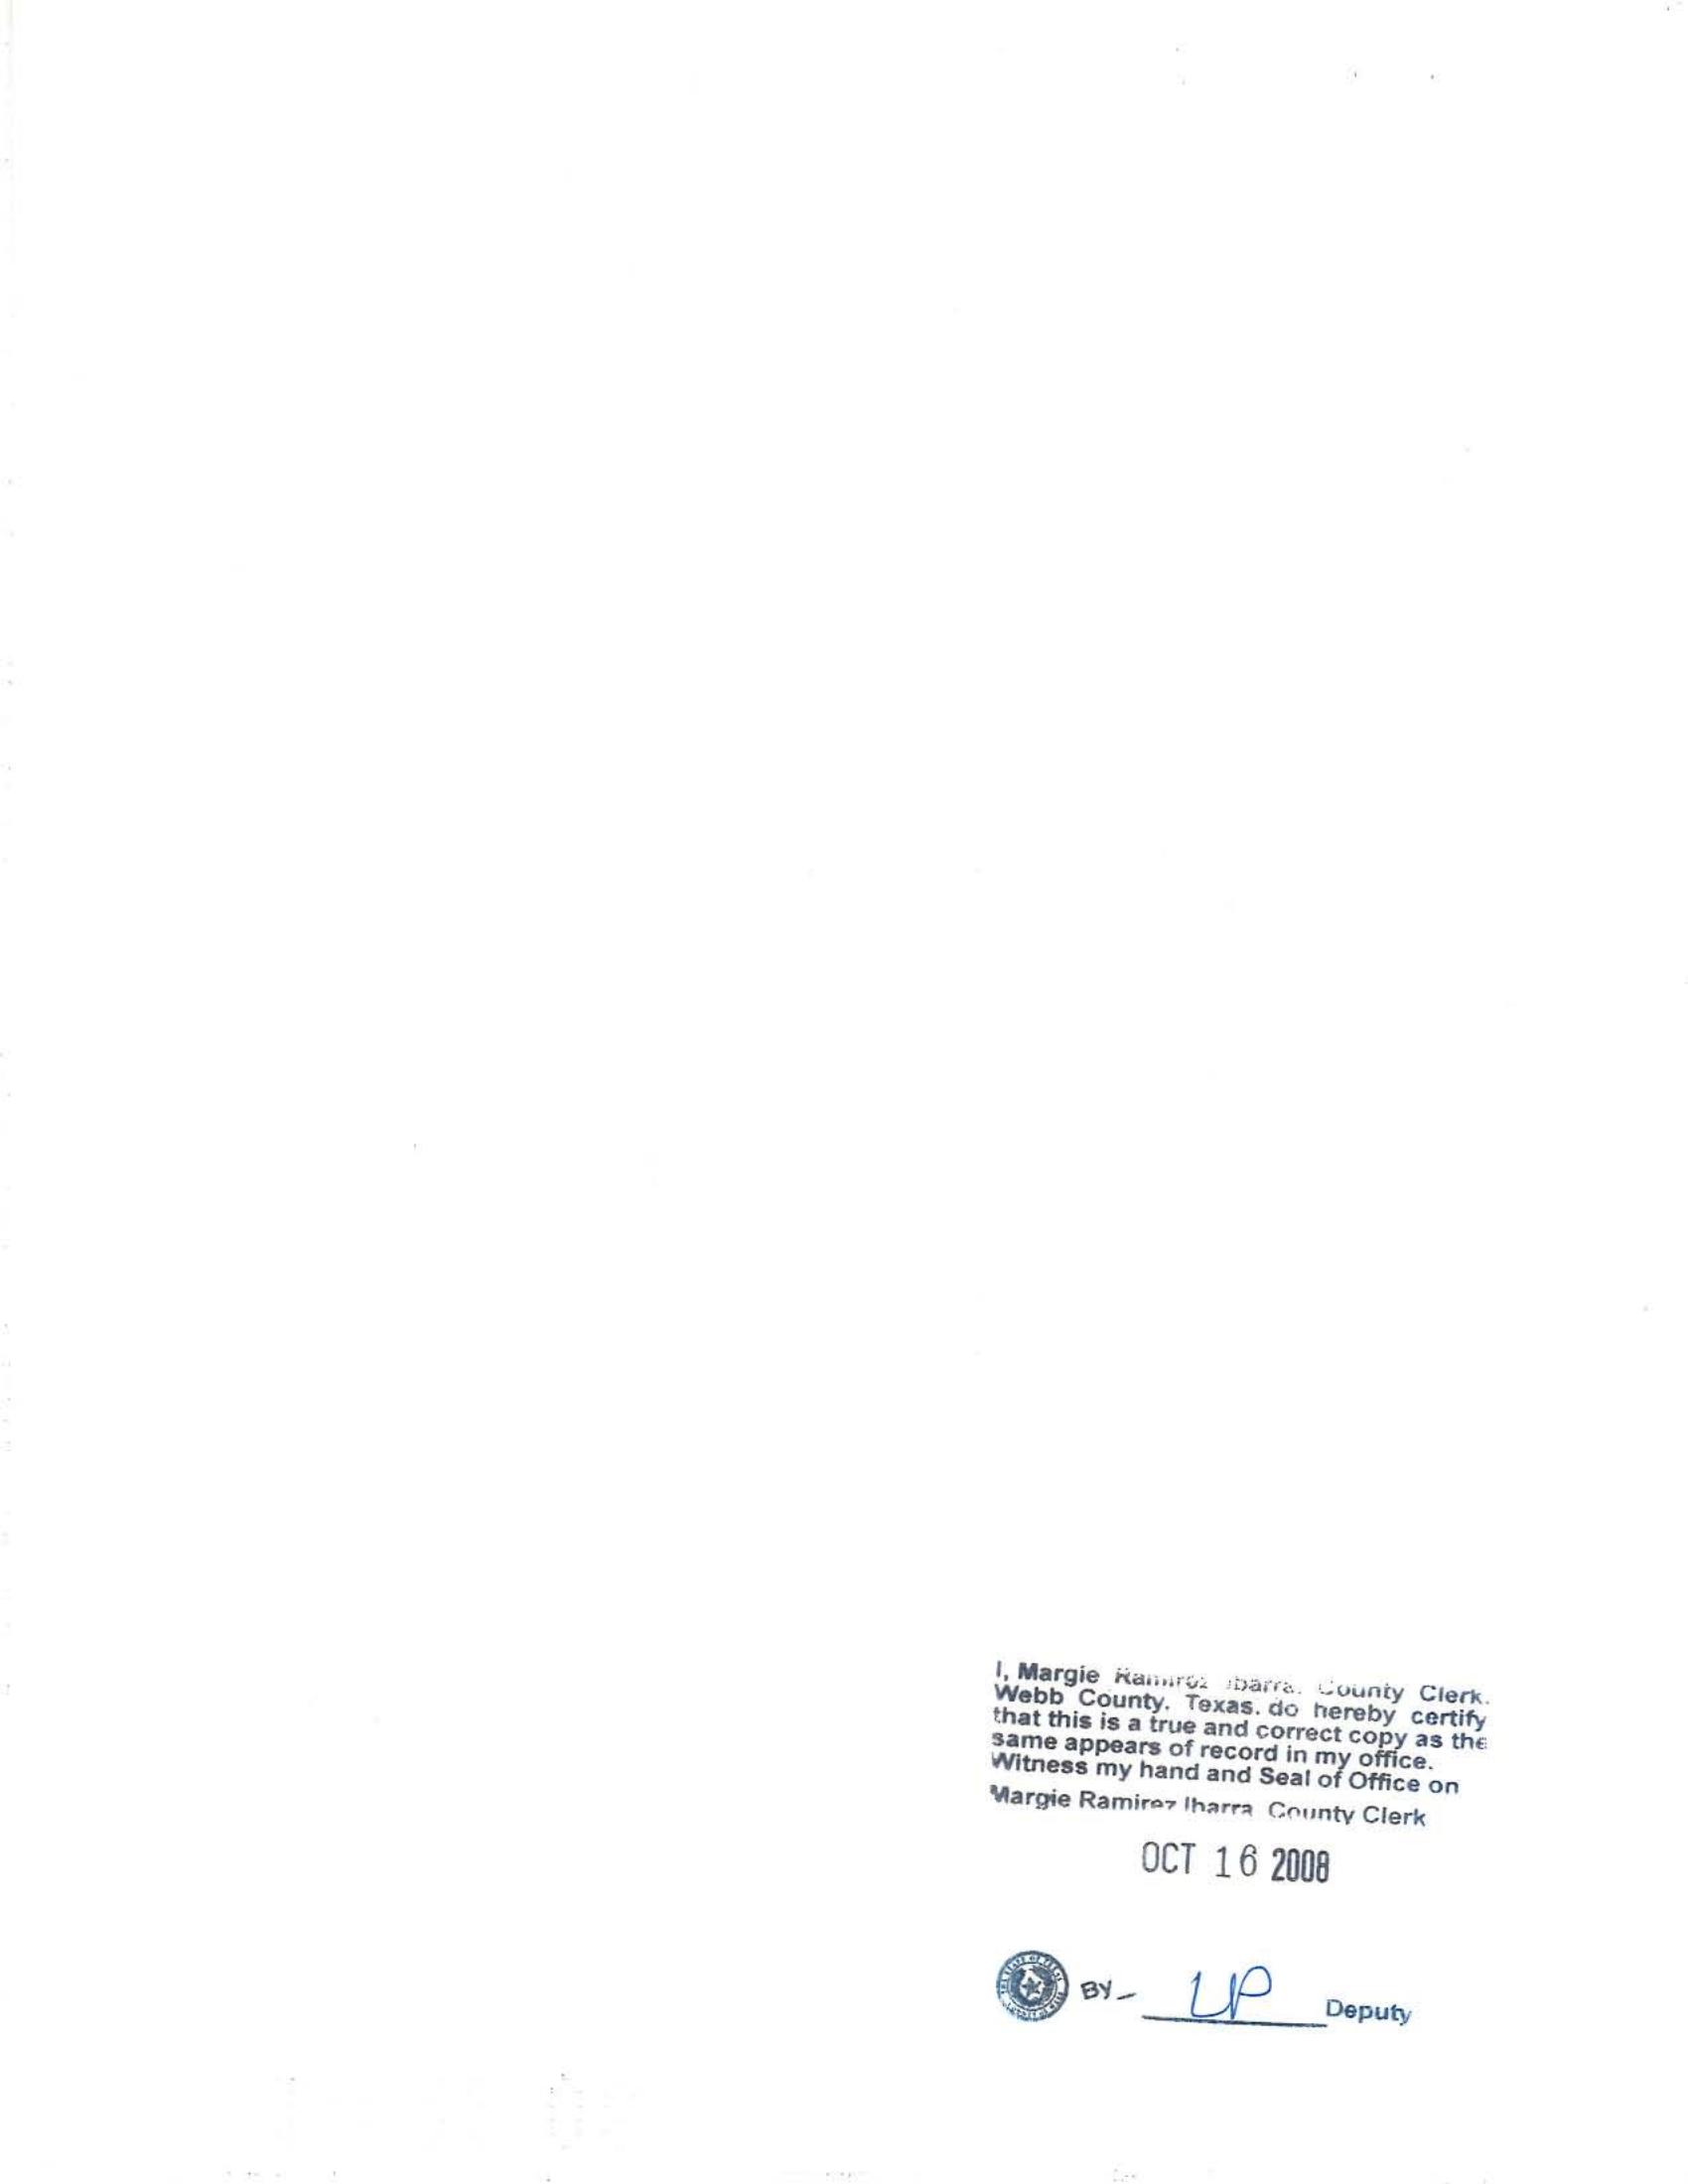 I, Margie Ramirez Ibarra, County Clerk.
Webb County, Texas, do hereby certify
that this is a true and correct copy as the
same appears of record in my office.
Witness my hand and Seal of Office on
Margie Ramirez Ibarra County Clerk
OCT 16 2008
BY- LP Deputy